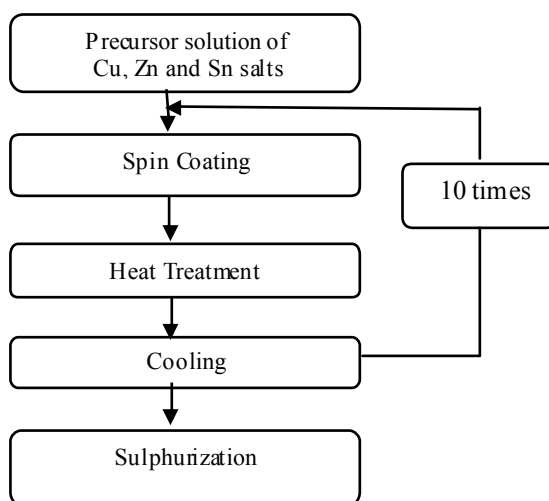 Precursor solution of
Cu, Zn and Sn salts
Spin Coating
10 times
Heat Treatment
Cooling
Sulphurization